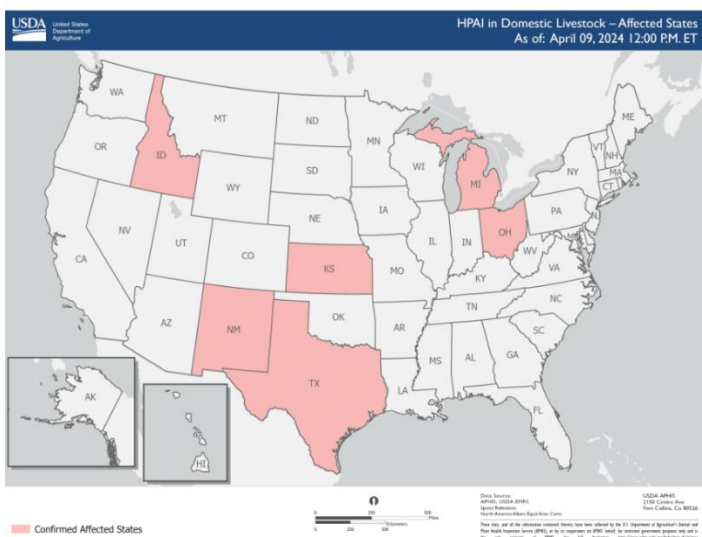 USDA
United States
Department of
Agriculture
HPAI in Domestic Livestock – Affected States
As of: April 09, 2024 12:00 P.M. ET
WA
MT
ND
MN
ME
OR
ID
SD
WI
MI
VT
NH
NY
MA
CT
WY
IA
PA
NJ
NE
NV
UT
CO
IL
IN
OH
CA
KS
MO
WV
VA
KY
NC
TN
AZ
NM
OK
AR
SC
MS
AL
GA
TX
LA
FL
AK
HI
Confirmed Affected States
Data Source:
APHIS, USDA EMRS
Spatial Reference:
North America Albers Equal Area Conic
USDA APHIS
2150 Centre Ave
Fort Collins, Co 80526